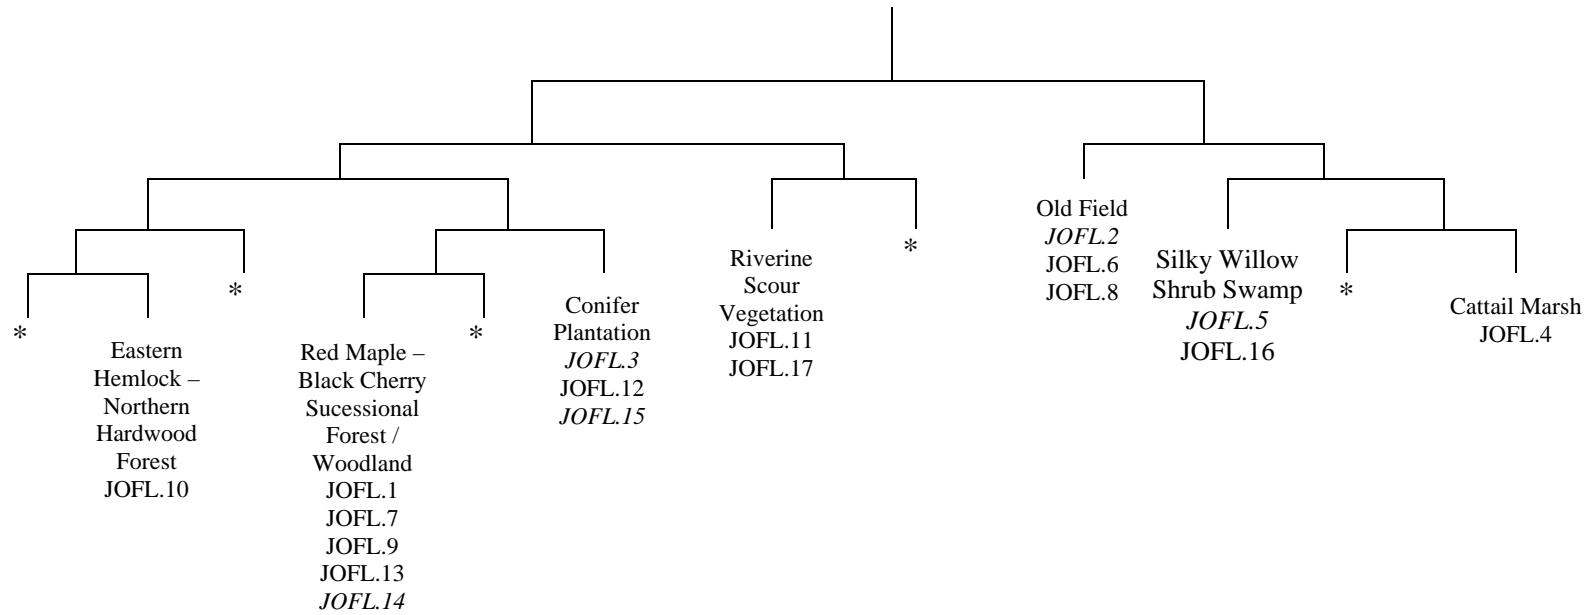 *
Eastern
Hemlock –
Northern
Hardwood
Forest
JOFL.10
*
Red Maple –
Black Cherry
Sucessional
Forest /
Woodland
JOFL.1
JOFL.7
JOFL.9
JOFL.13
JOFL.14
*
Conifer
Plantation
JOFL.3
JOFL.12
JOFL.15
Riverine
Scour
Vegetation
JOFL.11
JOFL.17
*
Old Field
JOFL.2
JOFL.6
JOFL.8
Silky Willow
Shrub Swamp
JOFL.5
JOFL.16
*
Cattail Marsh
JOFL.4